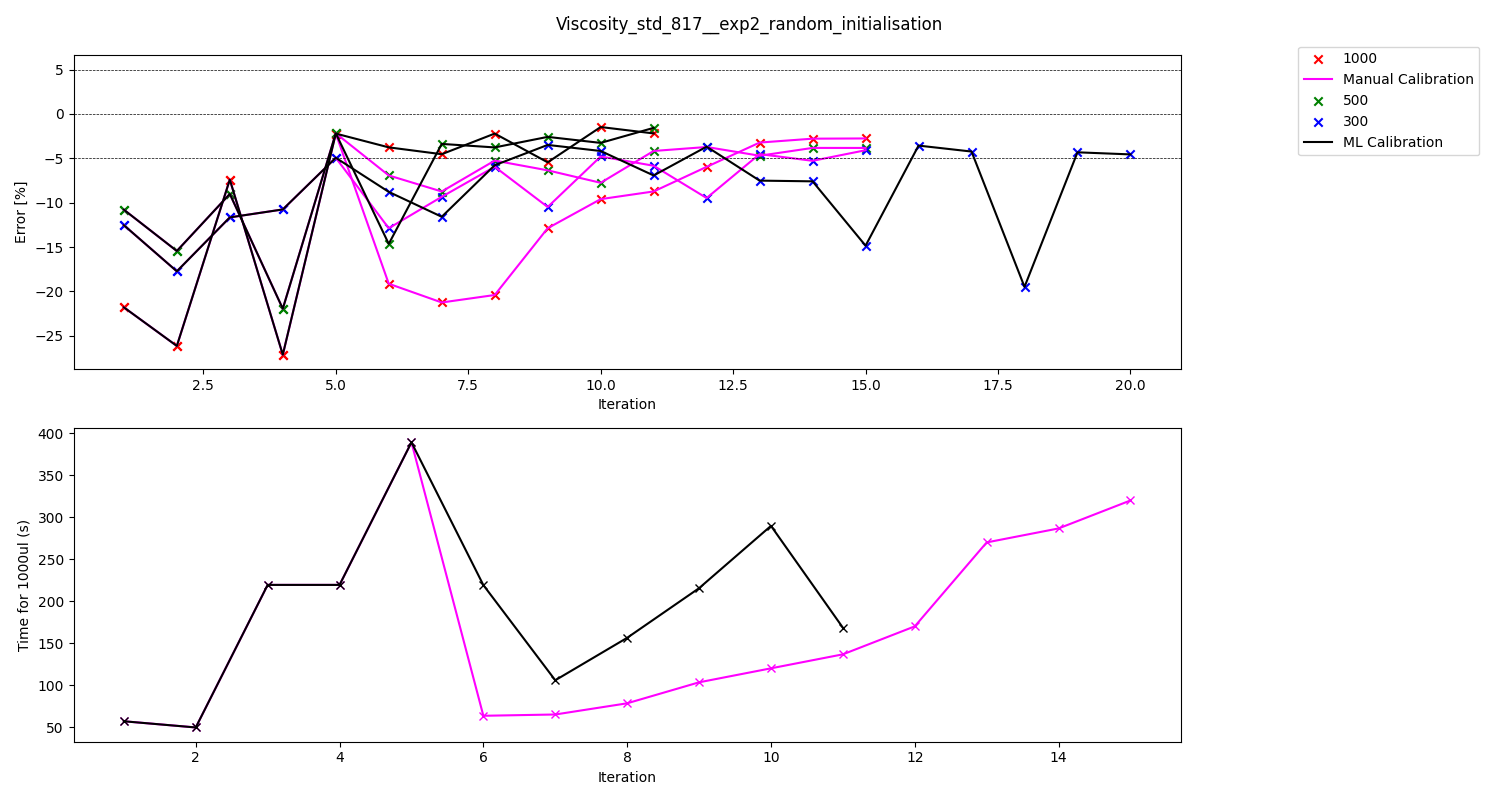 Viscosity_std_817__exp2_random_initialisation
1000
Manual Calibration
500
300
ML Calibration
Error [%]
5
0
−5
−10
−15
−20
−25
2.5 5.0 7.5 10.0 12.5 15.0 17.5 20.0
Iteration
Time for 1000ul (s)
400
350
300
250
200
150
100
50
2 4 6 8 10 12 14
Iteration